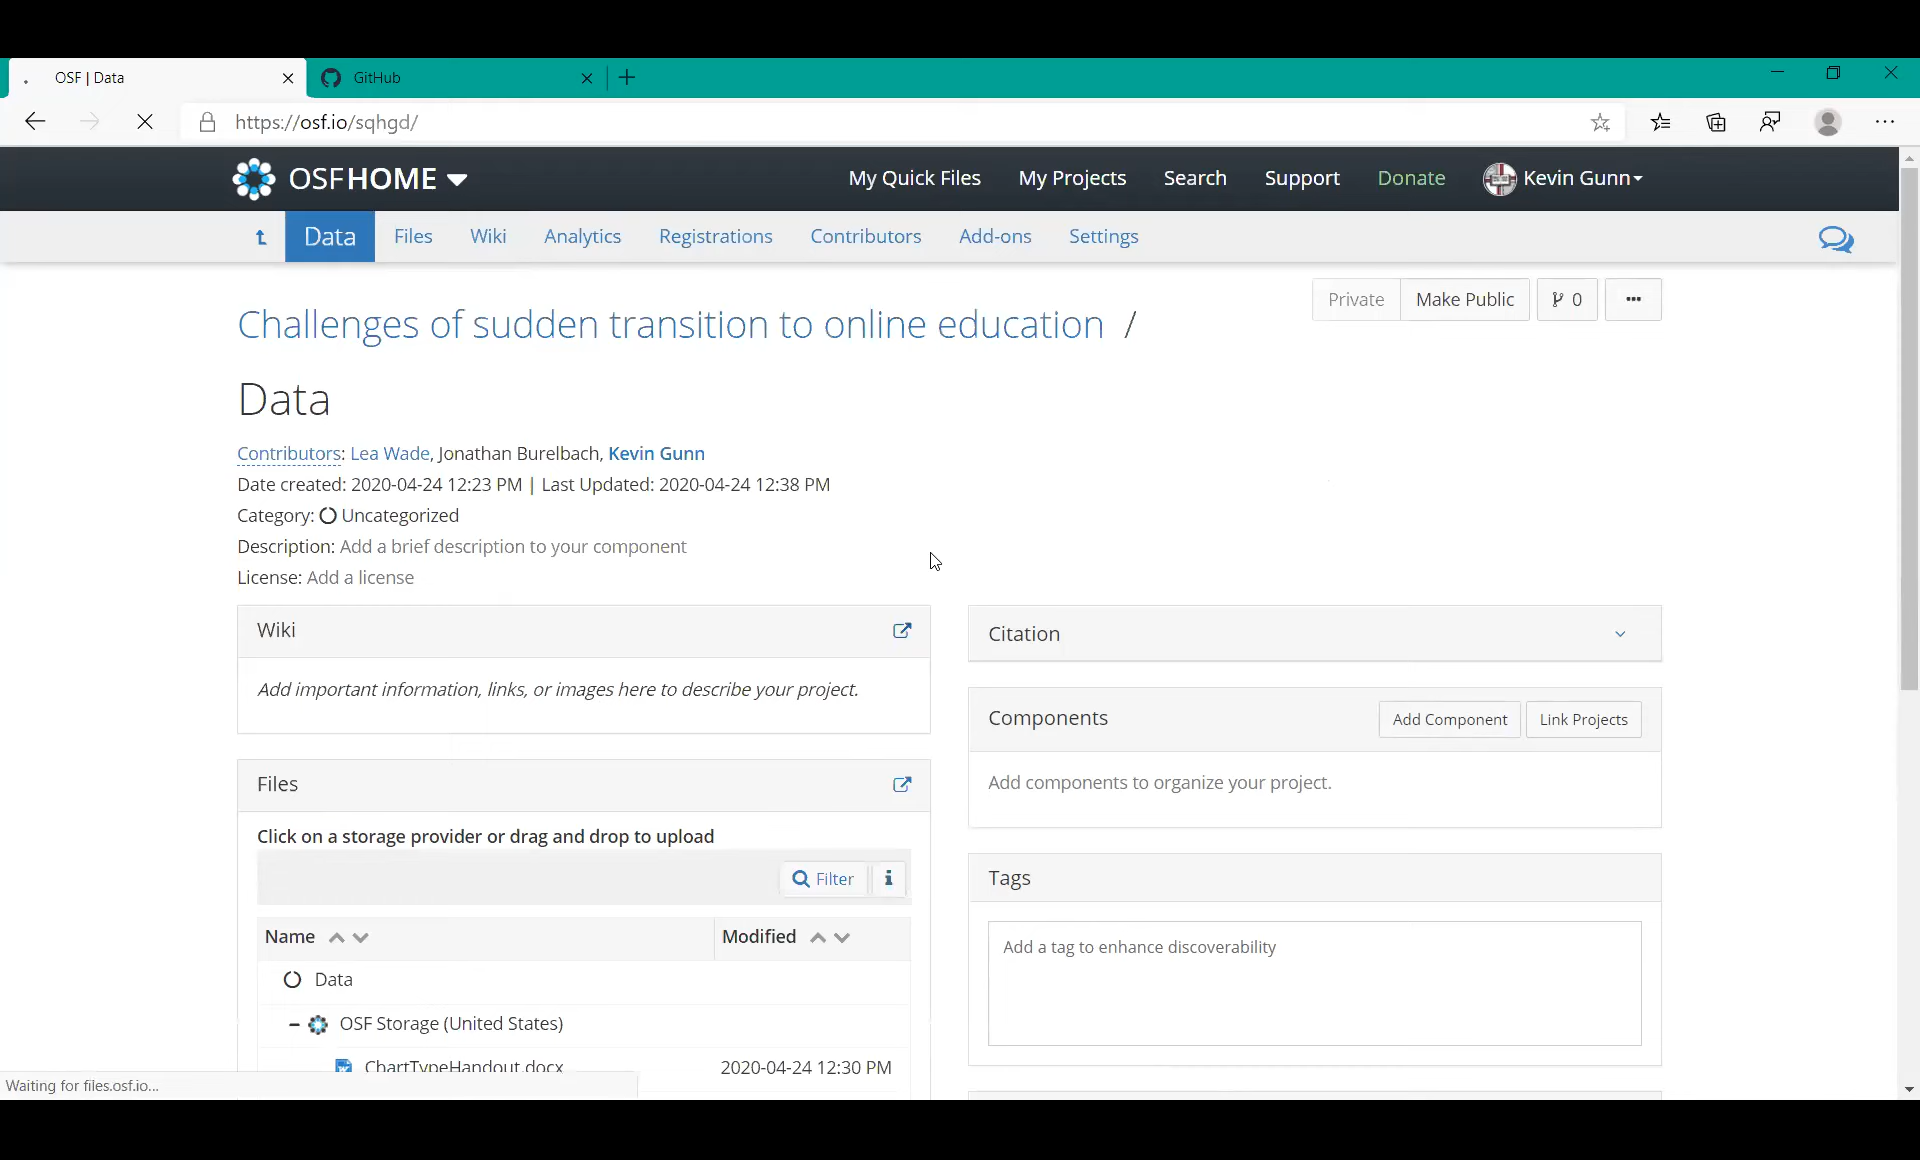 OSF | Data
GitHub
https://osf.io/sqhgd/
OSFHOME
My Quick Files
My Projects
Search
Support
Donate
Kevin Gunn
Data
Files
Wiki
Analytics
Registrations
Contributors
Add-ons
Settings
Private
Make Public
0
Challenges of sudden transition to online education /
Data
Contributors: Lea Wade, Jonathan Burelbach, Kevin Gunn
Date created: 2020-04-24 12:23 PM | Last Updated: 2020-04-24 12:38 PM
Category: Uncategorized
Description: Add a brief description to your component
License: Add a license
Wiki
Add important information, links, or images here to describe your project.
Files
Click on a storage provider or drag and drop to upload
Filter
i
Name
Modified
Data
OSF Storage (United States)
ChartTypeHandout.docx
2020-04-24 12:30 PM
Citation
Components
Add Component
Link Projects
Add components to organize your project.
Tags
Add a tag to enhance discoverability
Waiting for files.osf.io...